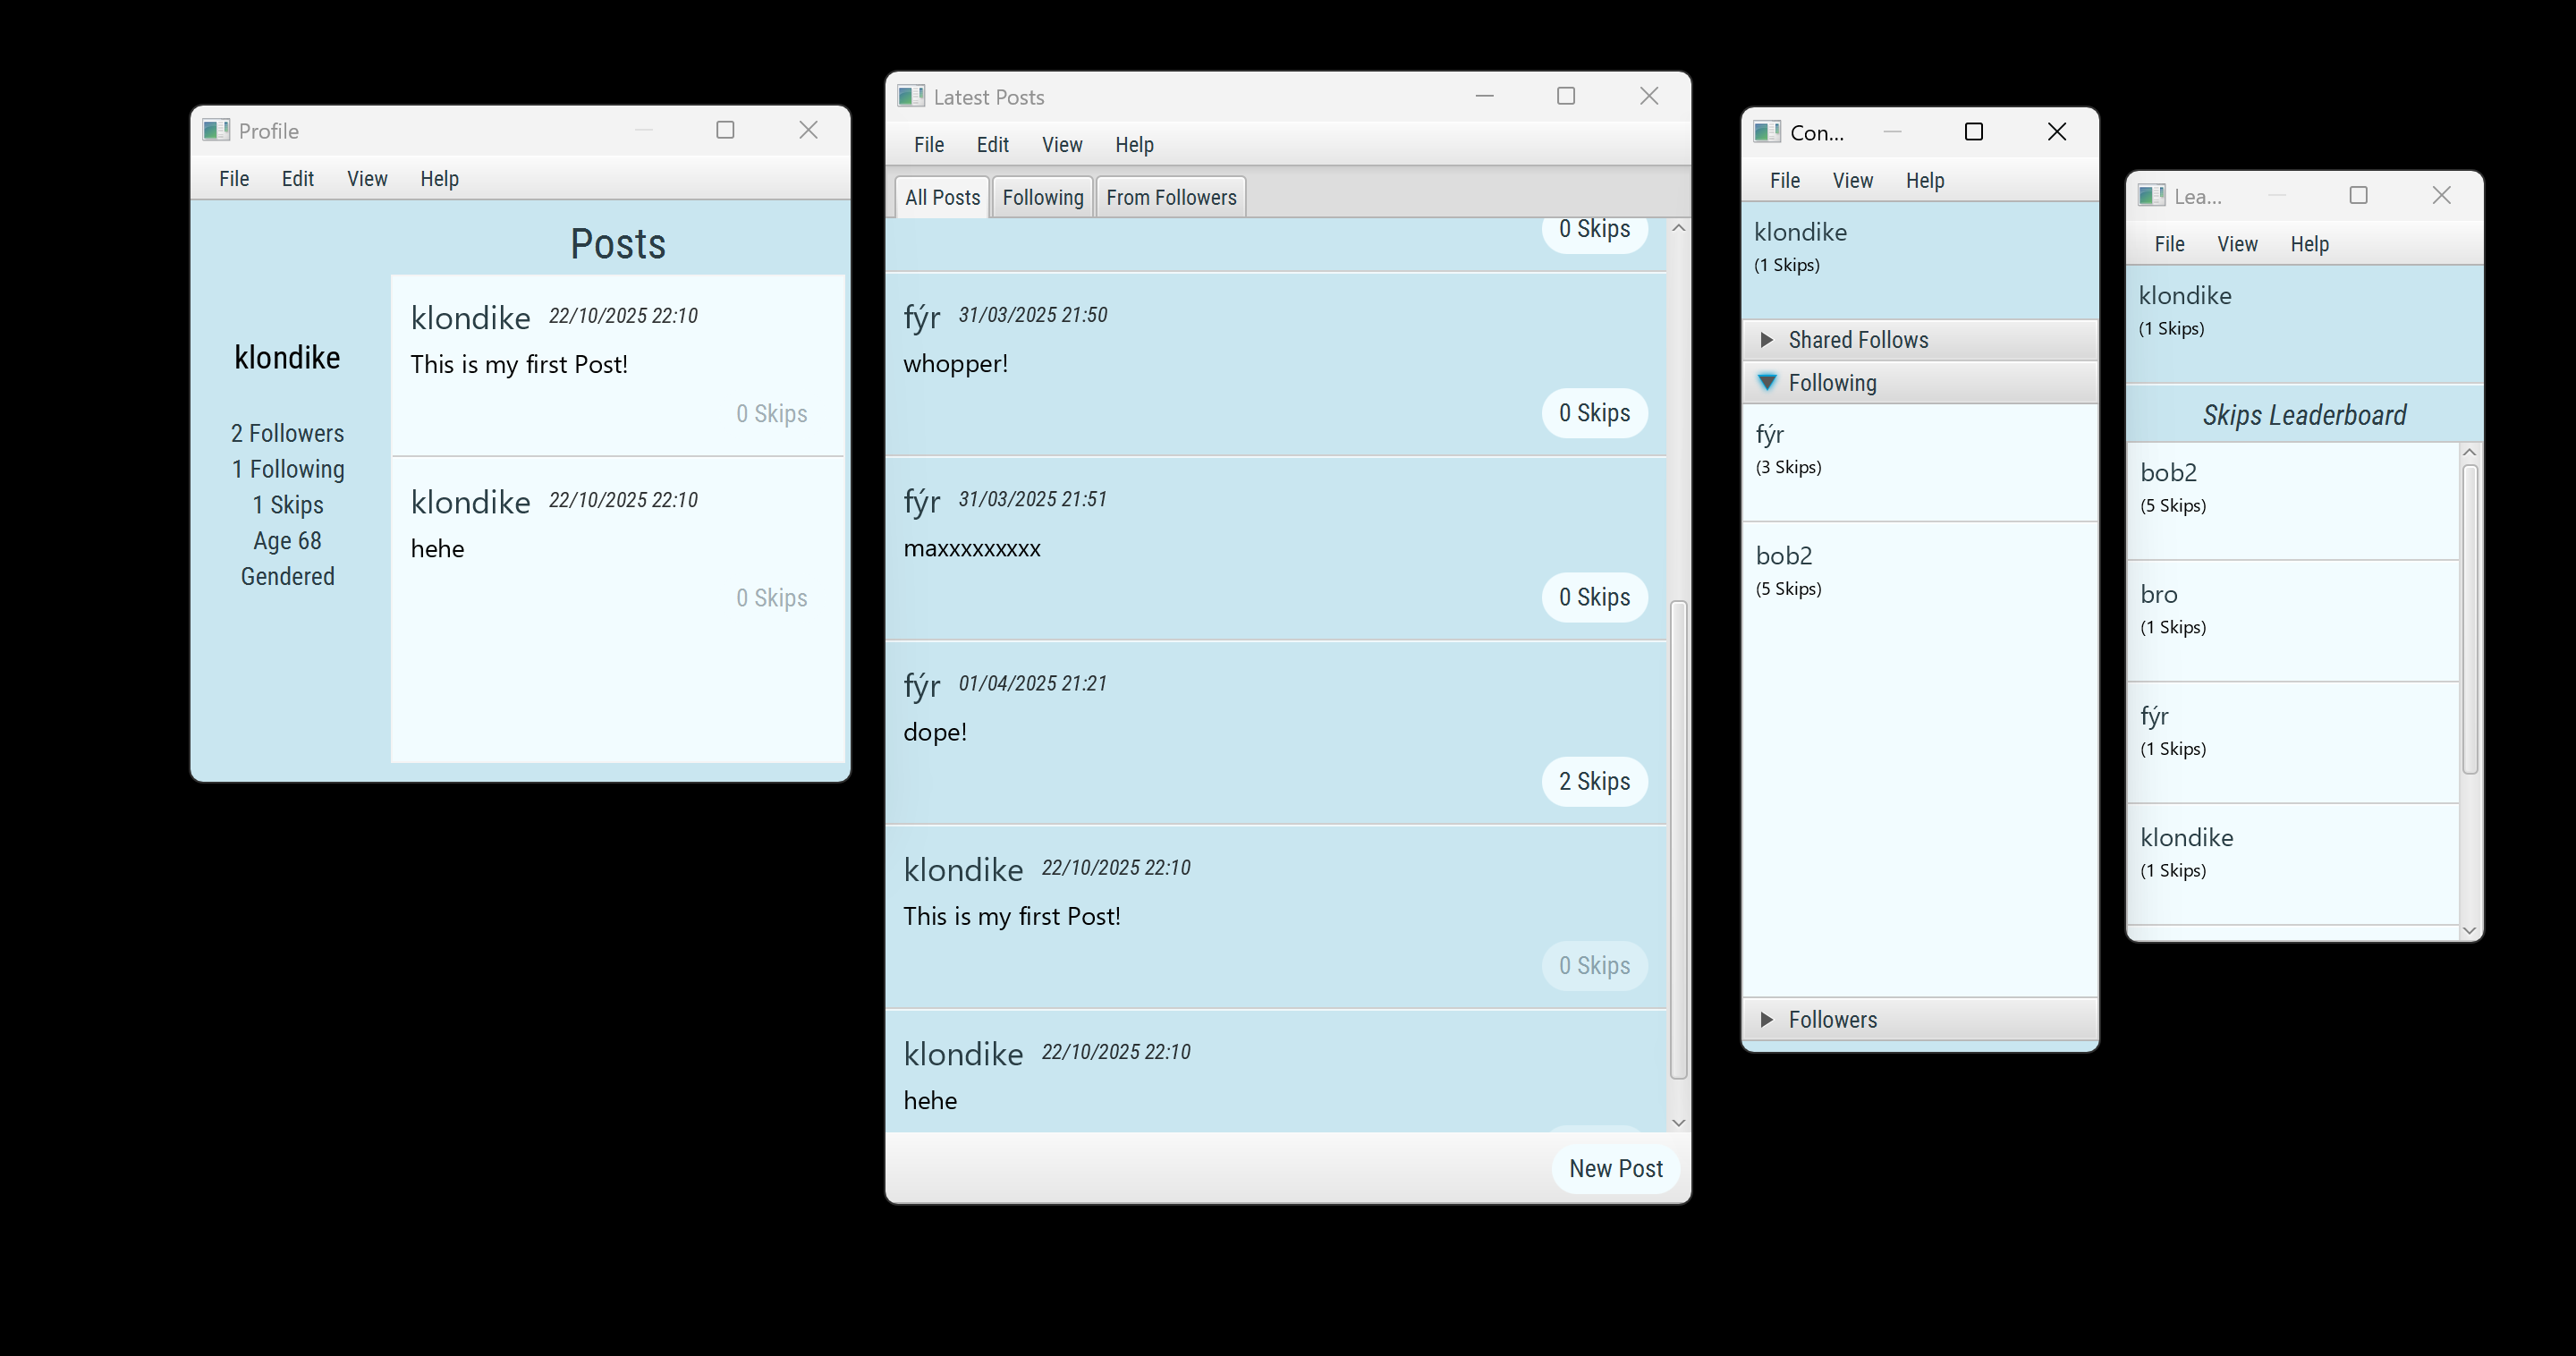 Profile
File Edit View Help
Posts
klondike
2 Followers
1 Following
1 Skips
Age 68
Gendered
klondike 22/10/2025 22:10
This is my first Post!
0 Skips
klondike 22/10/2025 22:10
hehe
0 Skips
Latest Posts
File Edit View Help
All Posts Following From Followers
0 Skips
fýr 31/03/2025 21:50
whopper!
0 Skips
fýr 31/03/2025 21:51
maxxxxxxxxx
0 Skips
fýr 01/04/2025 21:21
dope!
2 Skips
klondike 22/10/2025 22:10
This is my first Post!
0 Skips
klondike 22/10/2025 22:10
hehe
New Post
Con...
File View Help
klondike
(1 Skips)
Shared Follows
Following
fýr
(3 Skips)
bob2
(5 Skips)
Followers
Lea...
File View Help
klondike
(1 Skips)
Skips Leaderboard
bob2
(5 Skips)
bro
(1 Skips)
fýr
(1 Skips)
klondike
(1 Skips)